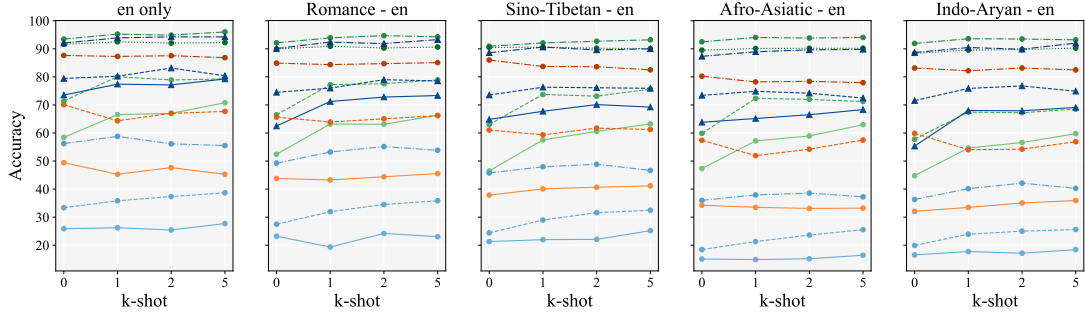 en only
Romance - en
Sino-Tibetan - en
Afro-Asiatic - en
Indo-Aryan - en
Accuracy
100
90
80
70
60
50
40
30
20
0 1 2 5
0 1 2 5
0 1 2 5
0 1 2 5
0 1 2 5
k-shot
k-shot
k-shot
k-shot
k-shot